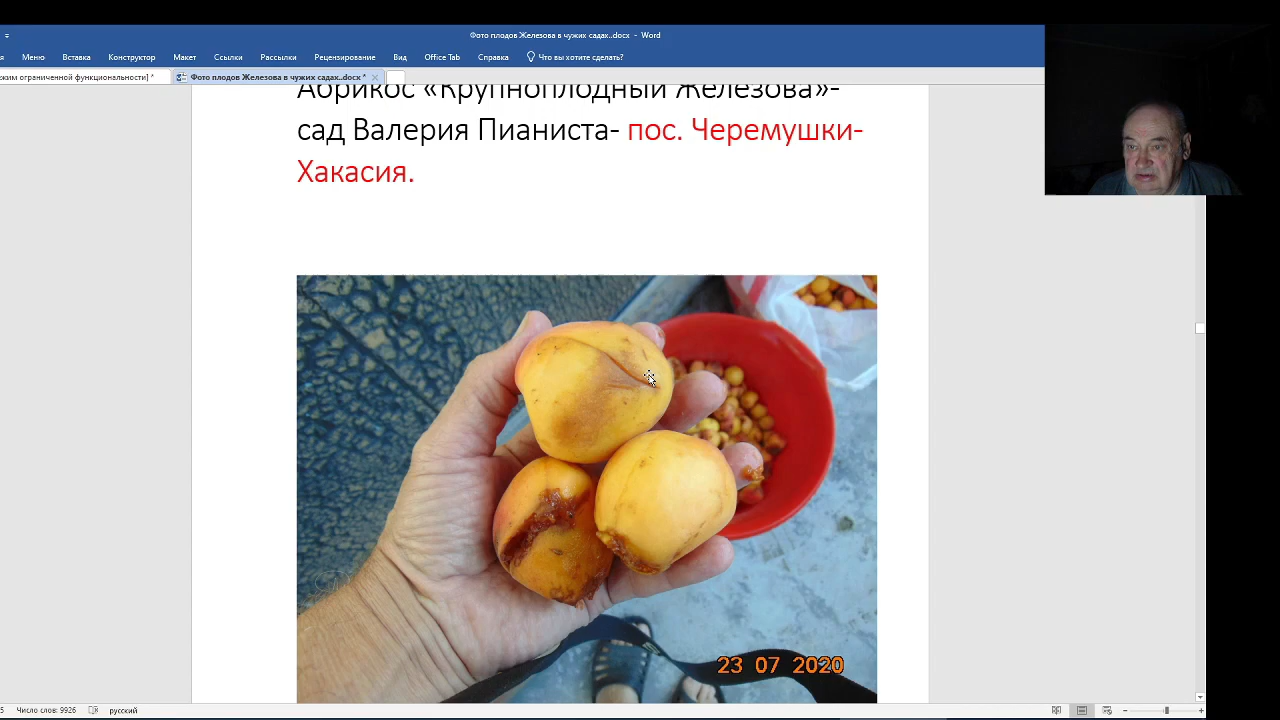 Фото плодов Железова в чужих садах..docx - Word
Меню Вставка Конструктор Макет Ссылки Рассылки Рецензирование Вид Office Tab Справка Что вы хотите сделать?
ограниченной функциональности] * Фото плодов Железова в чужих садах..docx *
Абрикос «Крупноплодный Железова»-
сад Валерия Пианиста- пос. Черемушки-
Хакасия.
23 07 2020
Число слов: 9926 русский